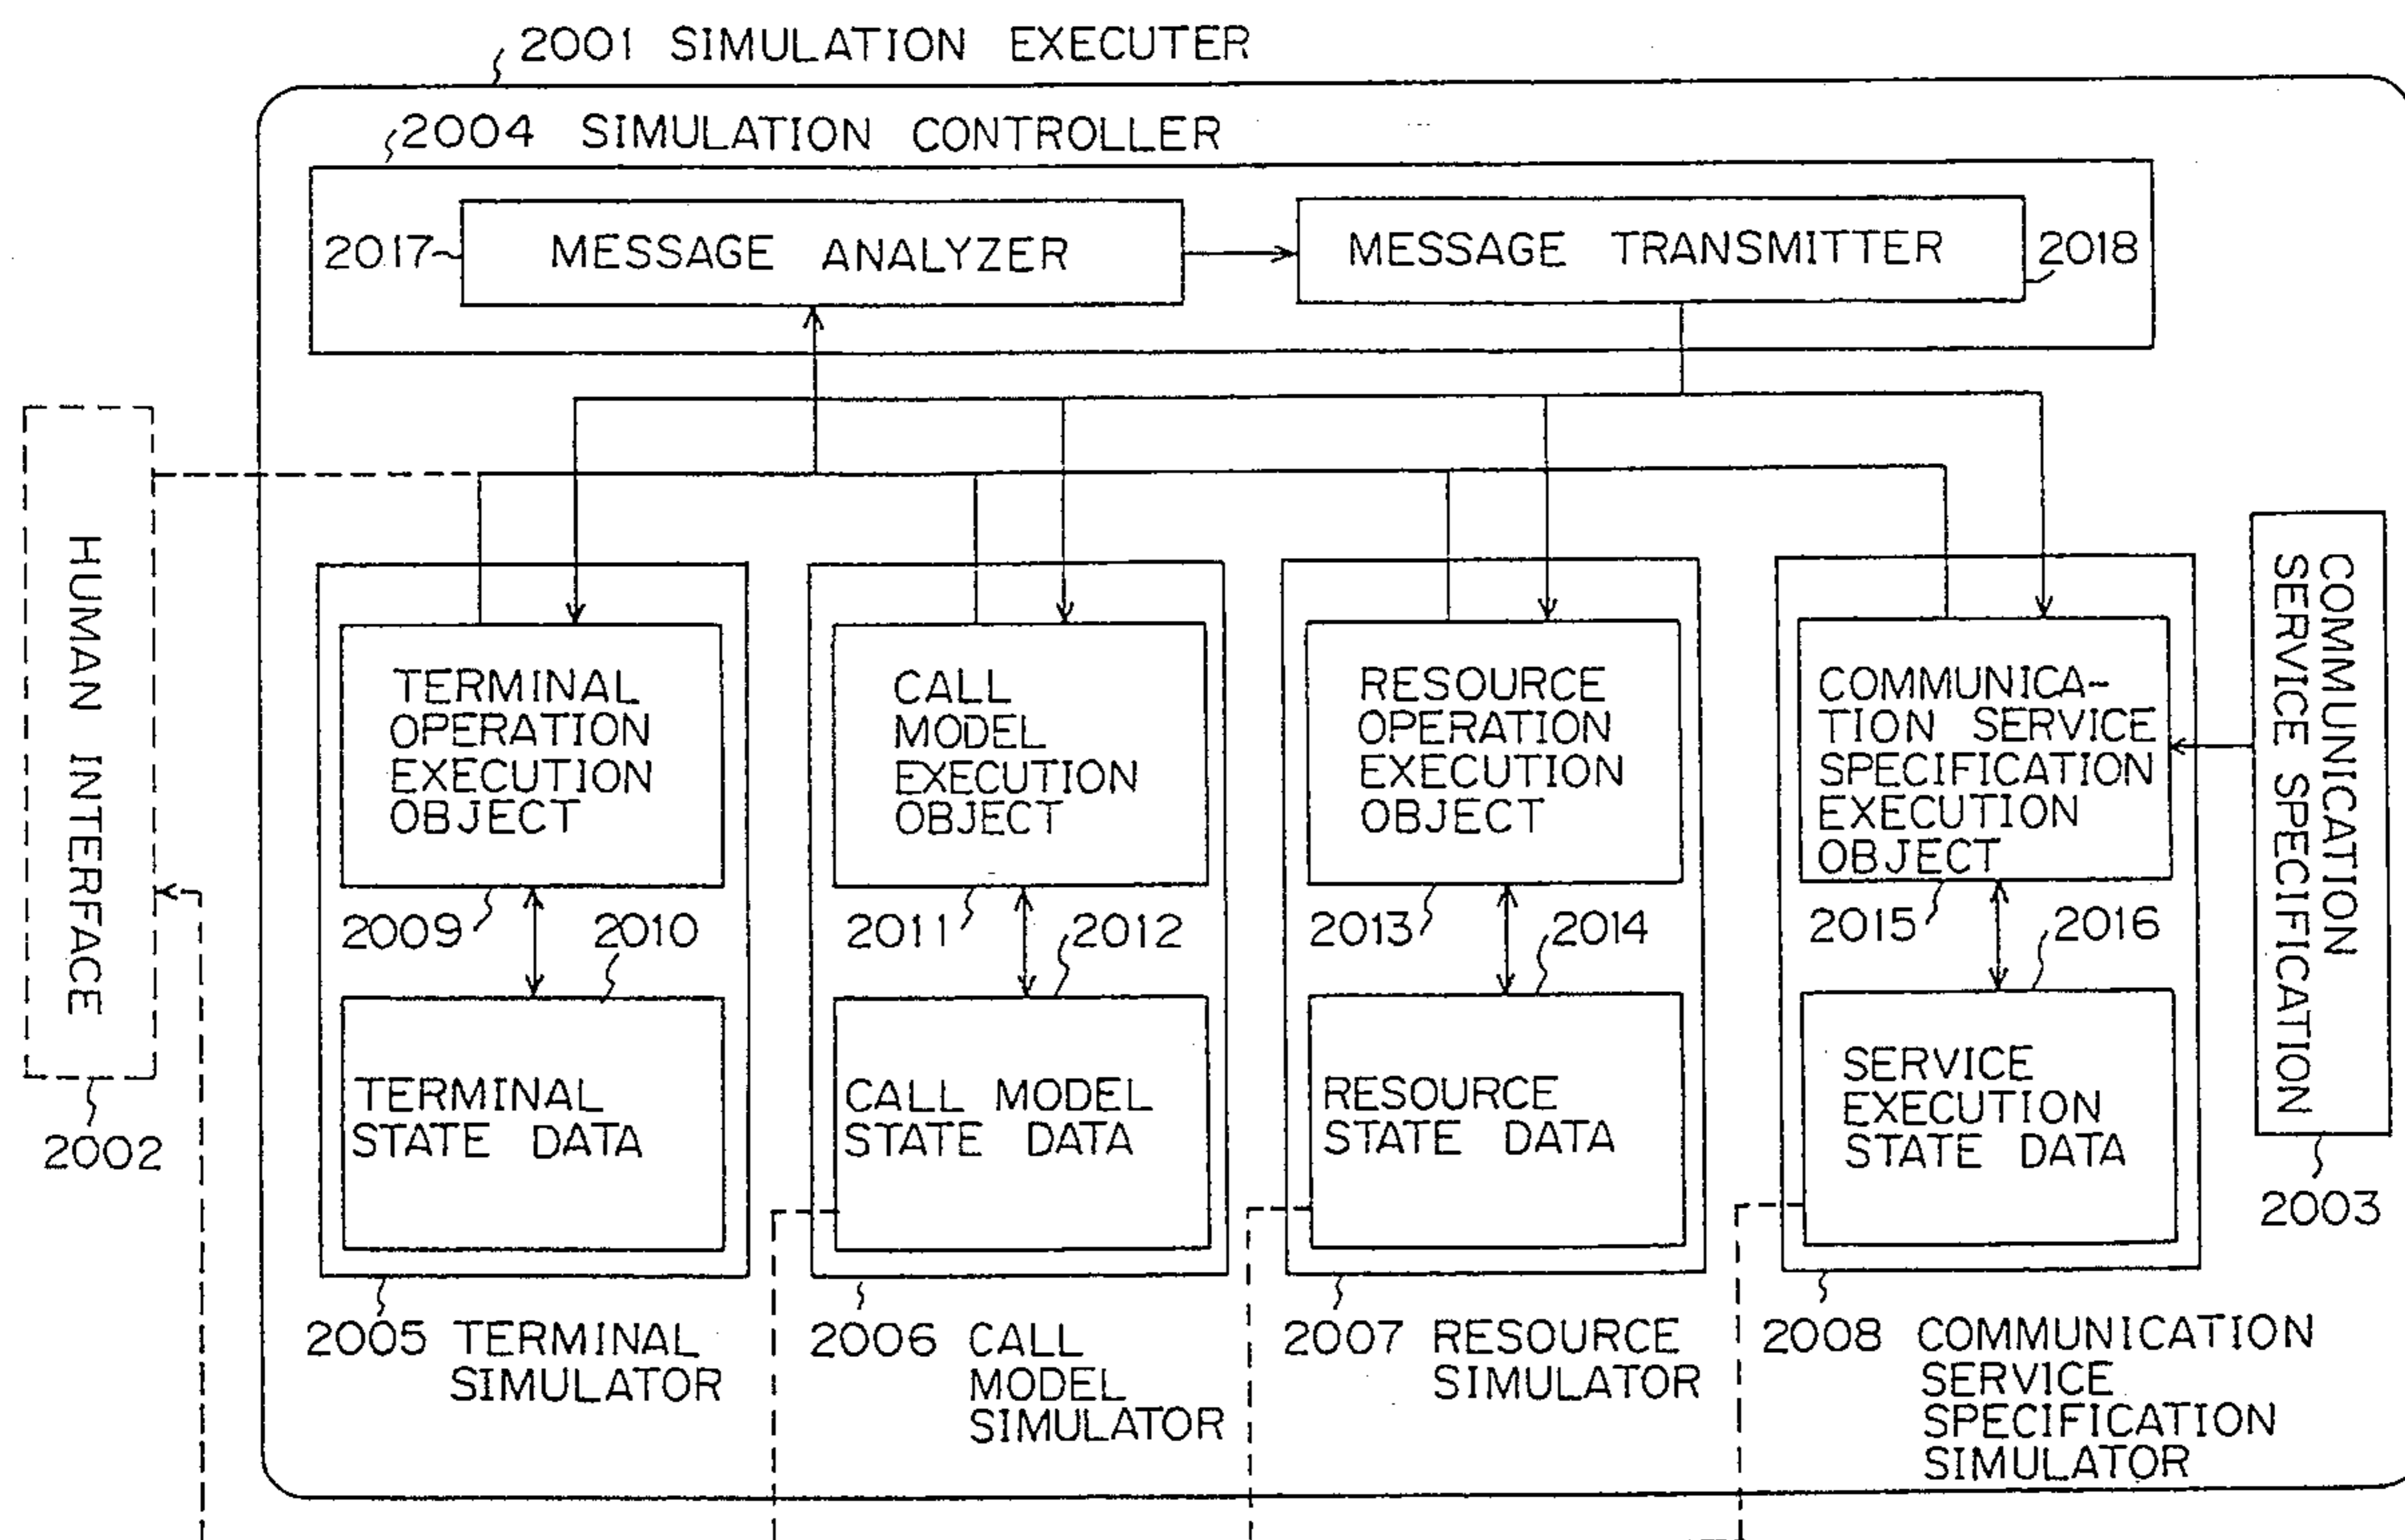 2001 SIMULATION EXECUTER
2004 SIMULATION CONTROLLER
2017
MESSAGE ANALYZER
MESSAGE TRANSMITTER
2018
HUMAN INTERFACE
2002
TERMINAL
OPERATION
EXECUTION
OBJECT
CALL
MODEL
EXECUTION
OBJECT
RESOURCE
OPERATION
EXECUTION
OBJECT
COMMUNICA-
TION SERVICE
SPECIFICATION
EXECUTION
OBJECT
COMMUNICATION
SERVICE SPECIFICATION
2003
2009
2010
2011
2012
2013
2014
2015
2016
TERMINAL
STATE DATA
CALL MODEL
STATE DATA
RESOURCE
STATE DATA
SERVICE
EXECUTION
STATE DATA
2005 TERMINAL
SIMULATOR
2006 CALL
MODEL
SIMULATOR
2007 RESOURCE
SIMULATOR
2008 COMMUNICATION
SERVICE
SPECIFICATION
SIMULATOR